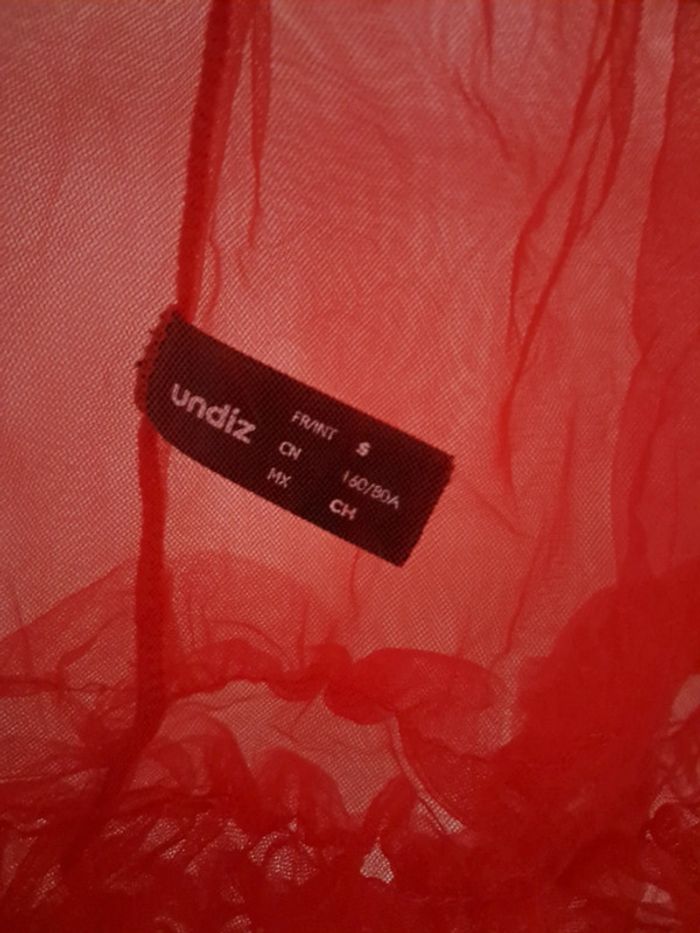 undiz
FR/INT S
CN 160/80A
MX CH